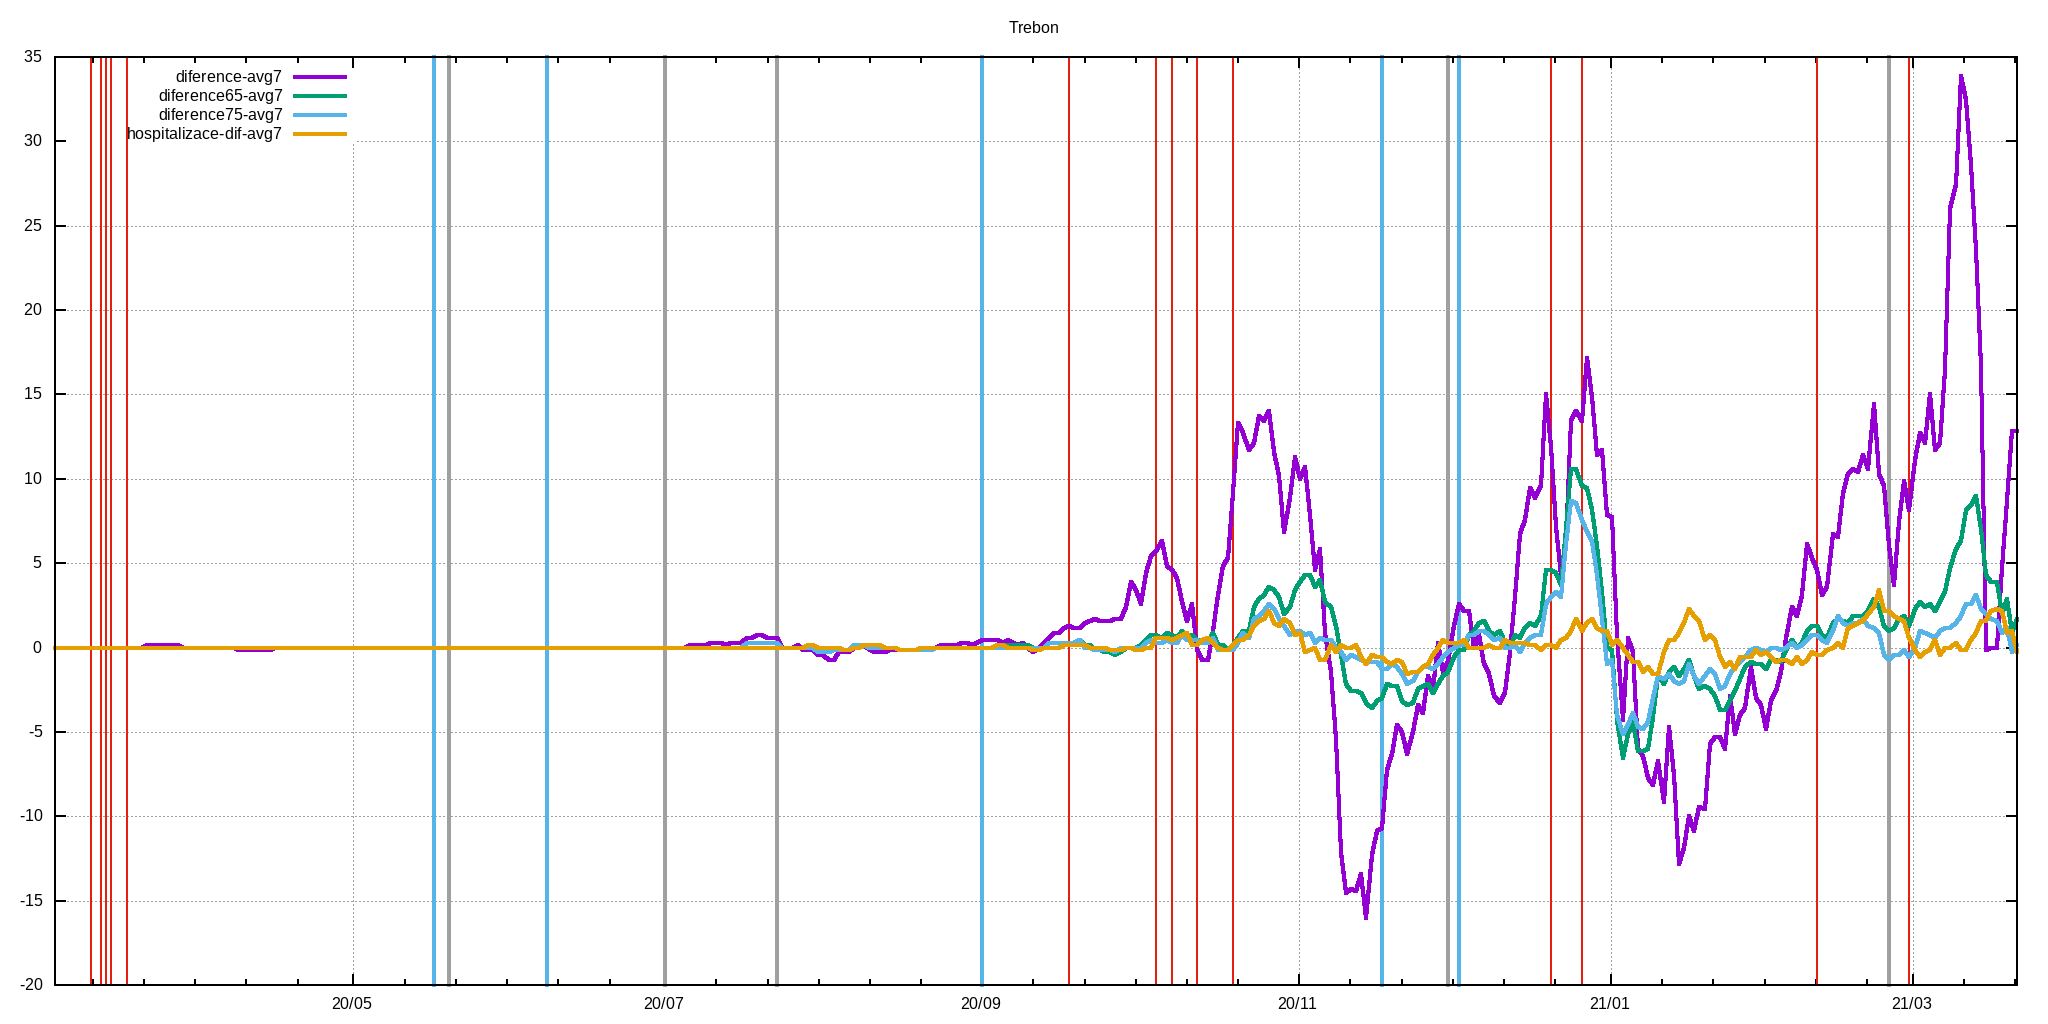 Trebon
35
30
25
20
15
10
5
0
-5
-10
-15
-20
diference-avg7
diference65-avg7
diference75-avg7
hospitalizace-dif-avg7
20/05 20/07 20/09 20/11 21/01 21/03